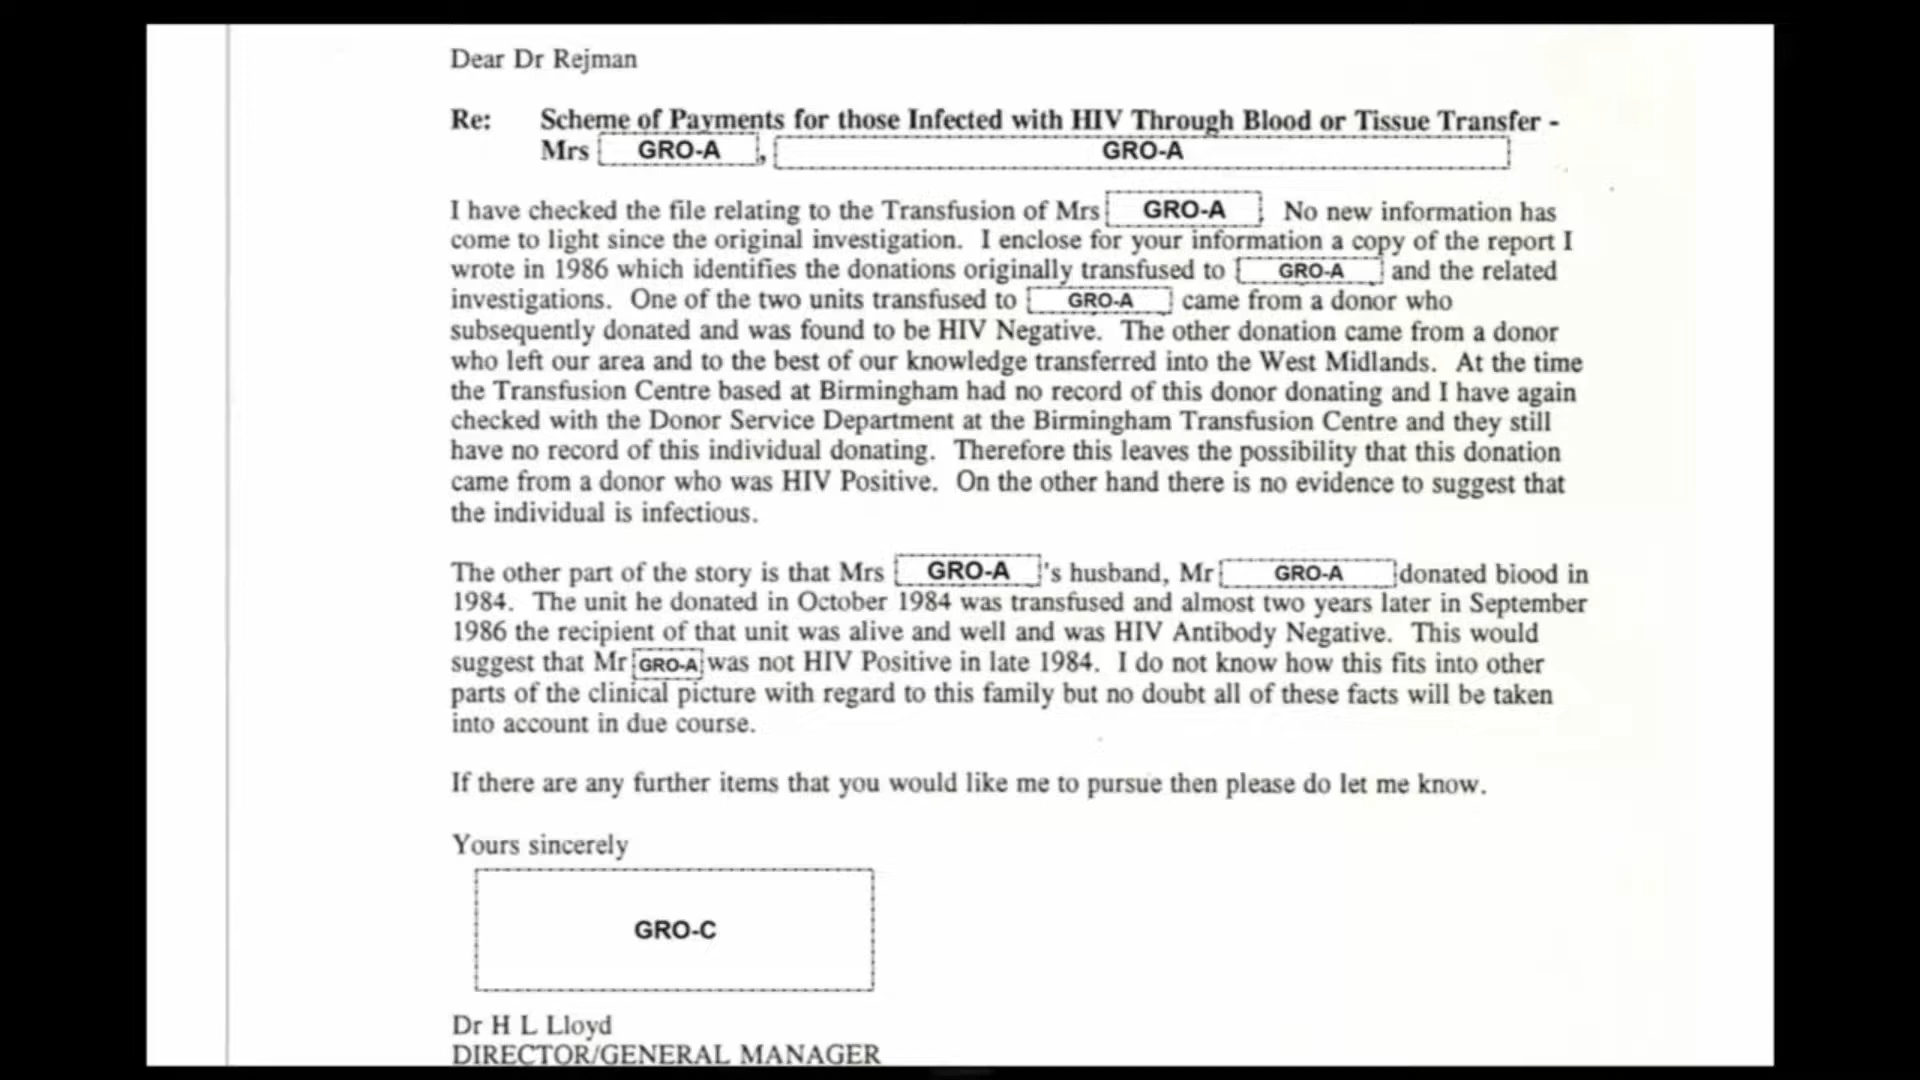 Dear Dr Rejman
Re: Scheme of Payments for those Infected with HIV Through Blood or Tissue Transfer -
Mrs GRO-A, GRO-A
I have checked the file relating to the Transfusion of Mrs GRO-A. No new information has
come to light since the original investigation. I enclose for your information a copy of the report I
wrote in 1986 which identifies the donations originally transfused to GRO-A and the related
investigations. One of the two units transfused to GRO-A came from a donor who
subsequently donated and was found to be HIV Negative. The other donation came from a donor
who left our area and to the best of our knowledge transferred into the West Midlands. At the time
the Transfusion Centre based at Birmingham had no record of this donor donating and I have again
checked with the Donor Service Department at the Birmingham Transfusion Centre and they still
have no record of this individual donating. Therefore this leaves the possibility that this donation
came from a donor who was HIV Positive. On the other hand there is no evidence to suggest that
the individual is infectious.
The other part of the story is that Mrs GRO-A's husband, Mr GRO-A donated blood in
1984. The unit he donated in October 1984 was transfused and almost two years later in September
1986 the recipient of that unit was alive and well and was HIV Antibody Negative. This would
suggest that Mr GRO-A was not HIV Positive in late 1984. I do not know how this fits into other
parts of the clinical picture with regard to this family but no doubt all of these facts will be taken
into account in due course.
If there are any further items that you would like me to pursue then please do let me know.
Yours sincerely
GRO-C
Dr H L Lloyd
DIRECTOR/GENERAL MANAGER